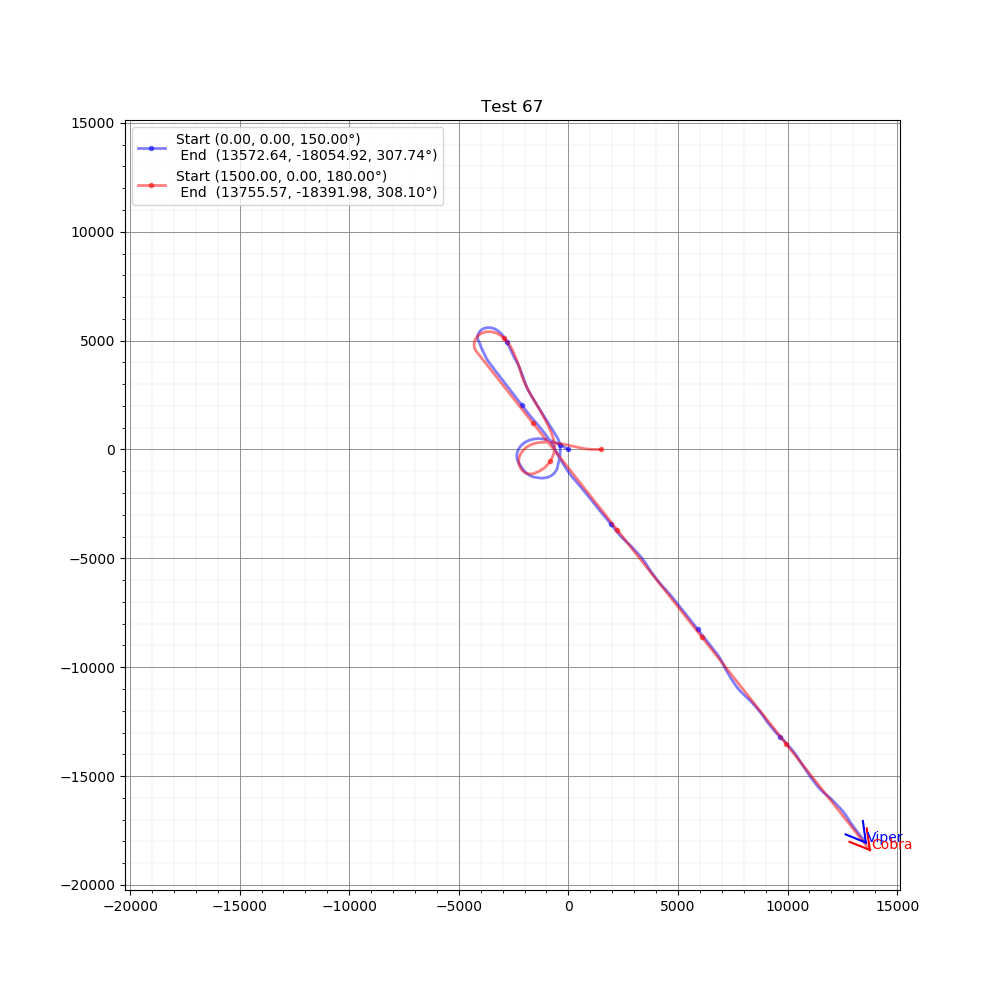 Test 67
Start (0.00, 0.00, 150.00°)
End  (13572.64, -18054.92, 307.74°)
Start (1500.00, 0.00, 180.00°)
End  (13755.57, -18391.98, 308.10°)
15000
10000
5000
0
−5000
−10000
−15000
−20000
Viper
Cobra
−20000 −15000 −10000 −5000 0 5000 10000 15000